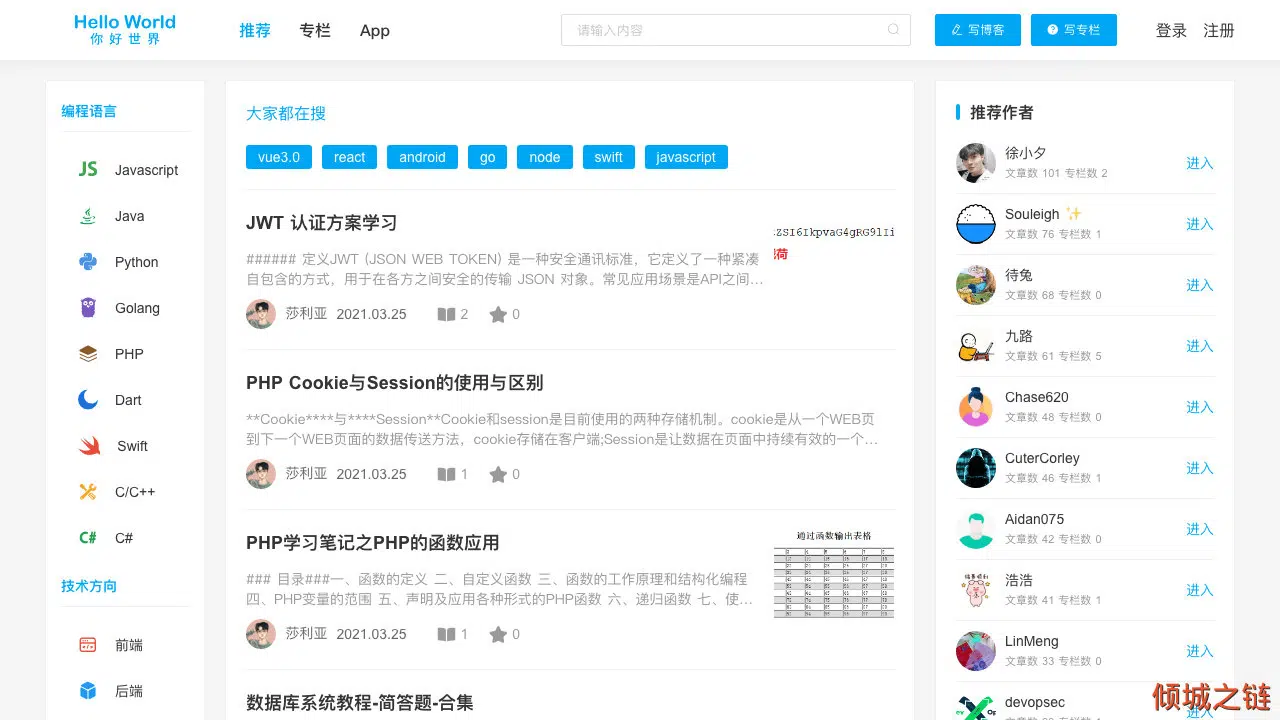 Hello World
你 好 世 界
推荐 专栏 App
请输入内容
写博客 写专栏
登录 注册
编程语言
JS Javascript
Java
Python
Golang
PHP
Dart
Swift
C/C++
C# C#
技术方向
前端
后端
大家都在搜
vue3.0 react android go node swift javascript
JWT 认证方案学习
###### 定义JWT (JSON WEB TOKEN) 是一种安全通讯标准，它定义了一种紧凑
自包含的方式，用于在各方之间安全的传输 JSON 对象。常见应用场景是API之间...
莎利亚 2021.03.25 2 0
PHP Cookie与Session的使用与区别
**Cookie****与****Session**Cookie和session是目前使用的两种存储机制。cookie是从一个WEB页
到下一个WEB页面的数据传送方法，cookie存储在客户端;Session是让数据在页面中持续有效的一个...
莎利亚 2021.03.25 1 0
PHP学习笔记之PHP的函数应用
### 目录###一、函数的定义 二、自定义函数 三、函数的工作原理和结构化编程
四、PHP变量的范围 五、声明及应用各种形式的PHP函数 六、递归函数 七、使...
通过函数输出表格
莎利亚 2021.03.25 1 0
数据库系统教程-简答题-合集
推荐作者
徐小夕
文章数 101 专栏数 2
进入
Souleigh ✨
文章数 76 专栏数 1
进入
待兔
文章数 68 专栏数 0
进入
九路
文章数 61 专栏数 5
进入
Chase620
文章数 48 专栏数 0
进入
CuterCorley
文章数 46 专栏数 1
进入
Aidan075
文章数 42 专栏数 0
进入
浩浩
文章数 41 专栏数 1
进入
LinMeng
文章数 33 专栏数 0
进入
devopsec
进入
倾城之链